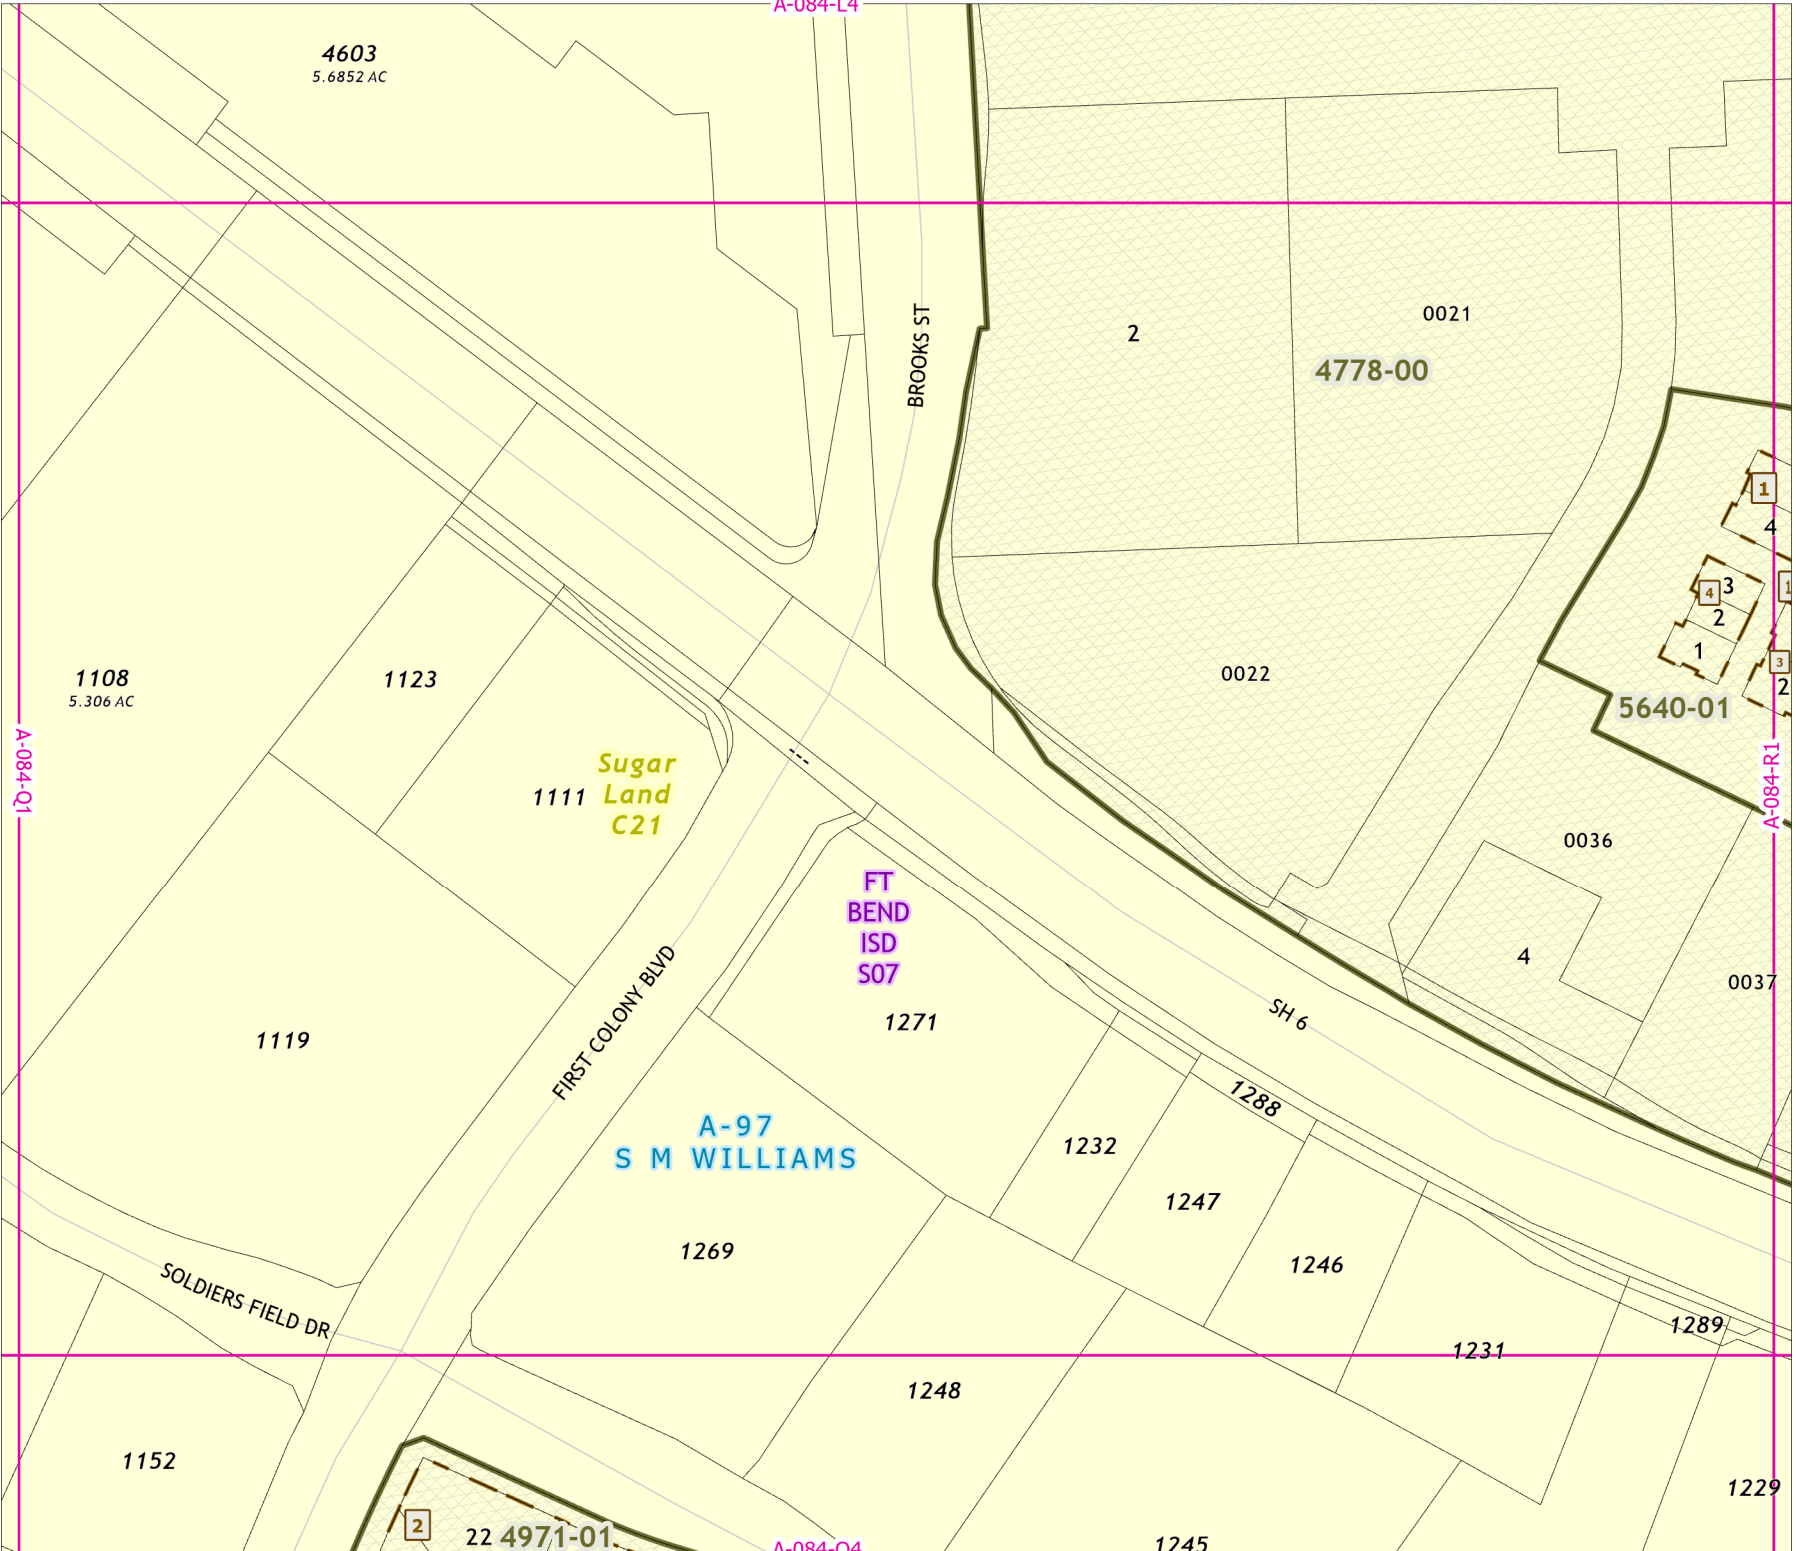 A-084-L4
4603
5.6852 AC
BROOKS ST
2
0021
4778-00
1
4
3
4
2
1
1
3
2
5640-01
0022
1108
5.306 AC
1123
1111
Sugar
Land
C21
A-084-Q1
A-084-R1
0036
4
0037
FT
BEND
ISD
S07
1271
FIRST COLONY BLVD
SH 6
1119
A-97
S M WILLIAMS
1288
1232
1247
1246
1269
SOLDIERS FIELD DR
1289
1231
1248
1152
1229
2
22
4971-01
A-084-Q4
1245